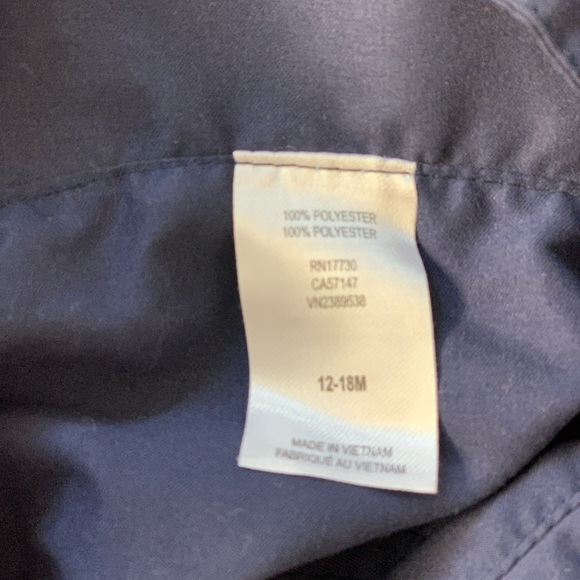 100% POLYESTER
100% POLYESTER
RN17730
CA57147
VN2389538
12-18M
MADE IN VIETNAM
FABRIQUÉ AU VIETNAM